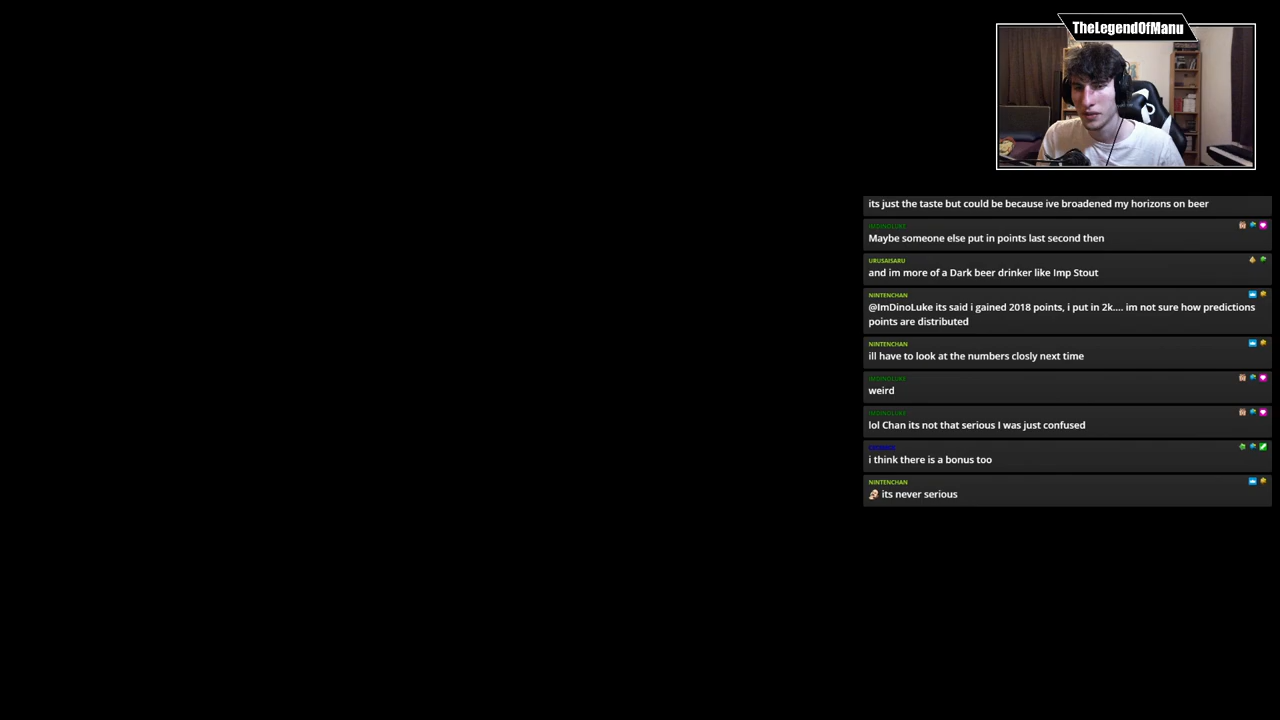 TheLegendOfManu
its just the taste but could be because ive broadened my horizons on beer
IMDINOLUKE
Maybe someone else put in points last second then
URUSAISARU
and im more of a Dark beer drinker like Imp Stout
NINTENCHAN
@ImDinoLuke its said i gained 2018 points, i put in 2k.... im not sure how predictions
points are distributed
NINTENCHAN
ill have to look at the numbers closly next time
IMDINOLUKE
weird
IMDINOLUKE
lol Chan its not that serious I was just confused
i think there is a bonus too
NINTENCHAN
its never serious